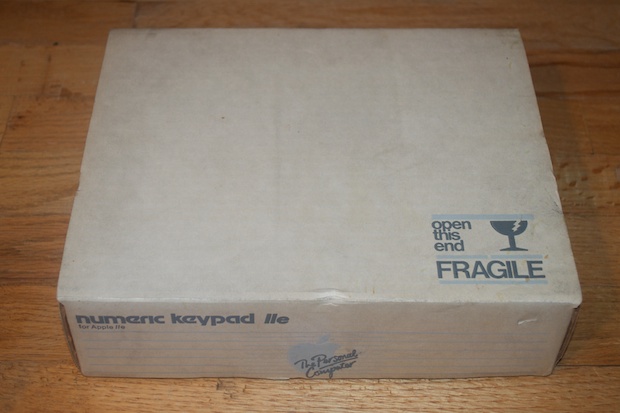 open
this
end
FRAGILE
numeric keypad IIe
for Apple IIe
The Personal
Computer